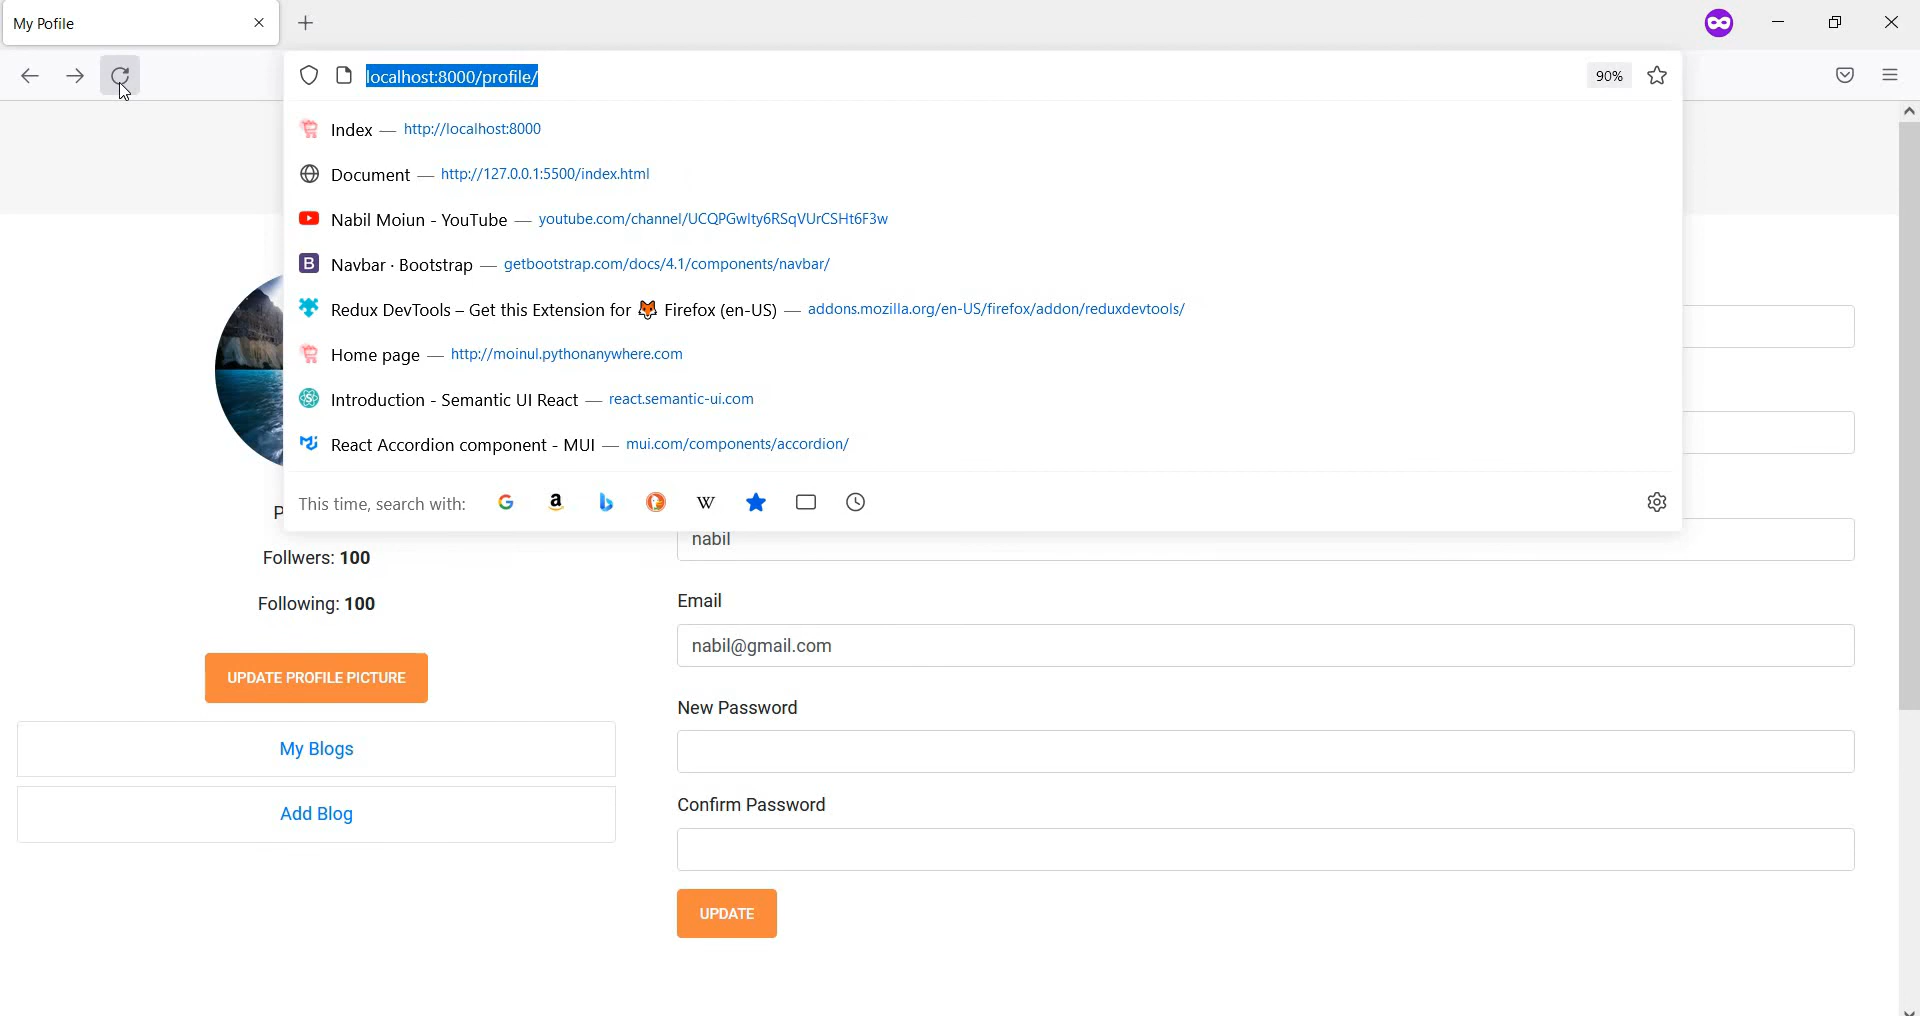 My Pofile
localhost:8000/profile/
90%
Index — http://localhost:8000
Document — http://127.0.0.1:5500/index.html
Nabil Moiun - YouTube — youtube.com/channel/UCQPGwlty6RSqVUrCSHt6F3w
Navbar · Bootstrap — getbootstrap.com/docs/4.1/components/navbar/
Redux DevTools – Get this Extension for 🦊 Firefox (en-US) — addons.mozilla.org/en-US/firefox/addon/reduxdevtools/
Home page — http://moinul.pythonanywhere.com
Introduction - Semantic UI React — react.semantic-ui.com
React Accordion component - MUI — mui.com/components/accordion/
This time, search with:
P
Follwers: 100
Following: 100
UPDATE PROFILE PICTURE
My Blogs
Add Blog
nabil
Email
nabil@gmail.com
New Password
Confirm Password
UPDATE